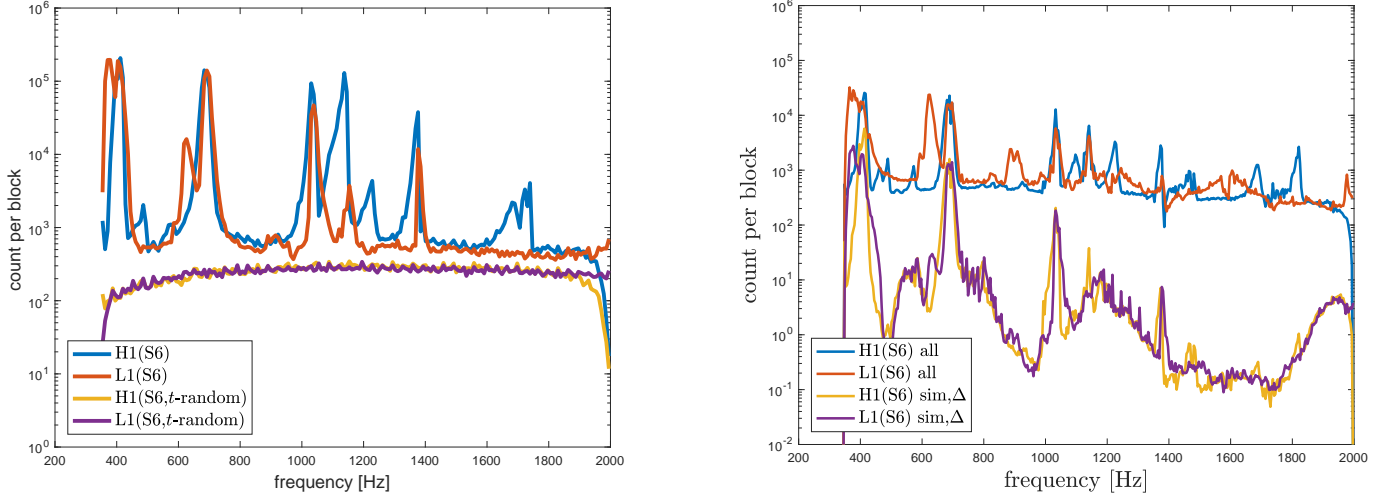 10^6
10^5
10^4
10^3
10^2
10^1
10^0
count per block
200 400 600 800 1000 1200 1400 1600 1800 2000
frequency [Hz]
H1(S6)
L1(S6)
H1(S6,t-random)
L1(S6,t-random)
10^6
10^5
10^4
10^3
10^2
10^1
10^0
10^-1
10^-2
count per block
200 400 600 800 1000 1200 1400 1600 1800 2000
frequency [Hz]
H1(S6) all
L1(S6) all
H1(S6) sim,Δ
L1(S6) sim,Δ